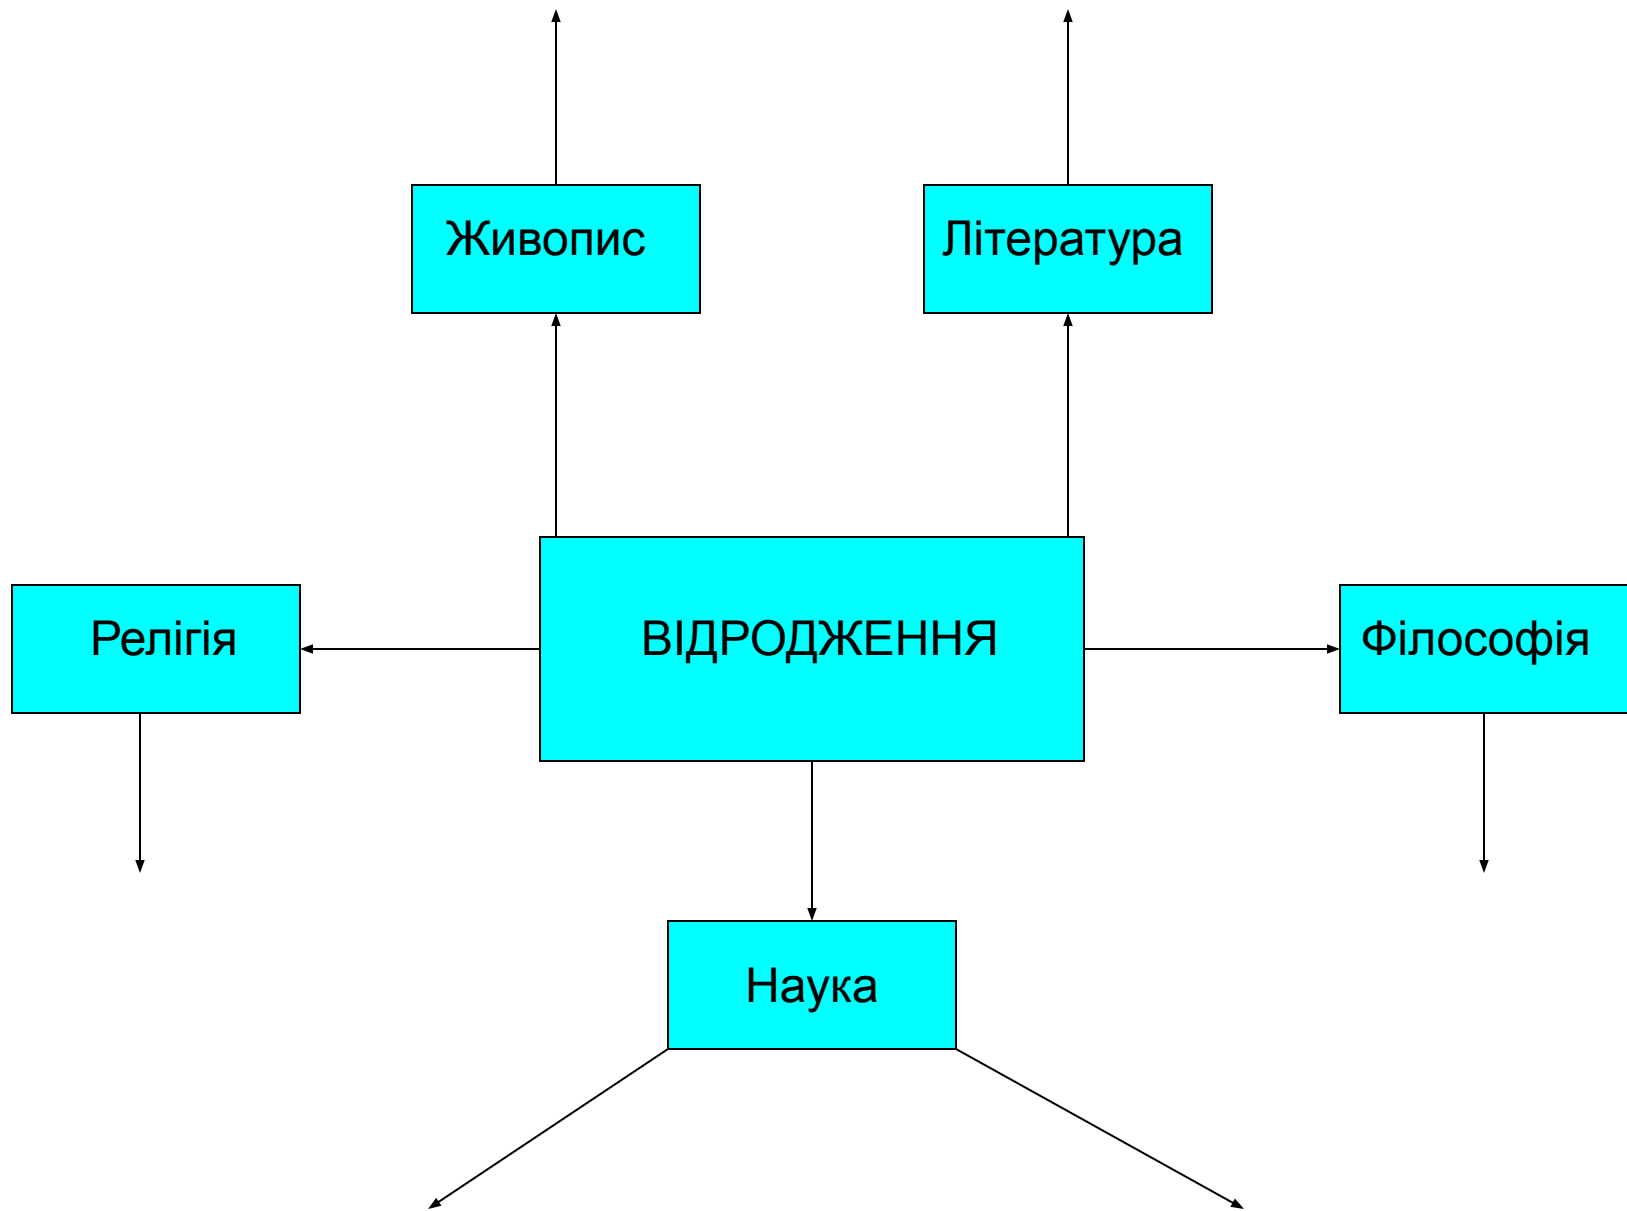 Живопис
Література
Релігія
ВІДРОДЖЕННЯ
Філософія
Наука